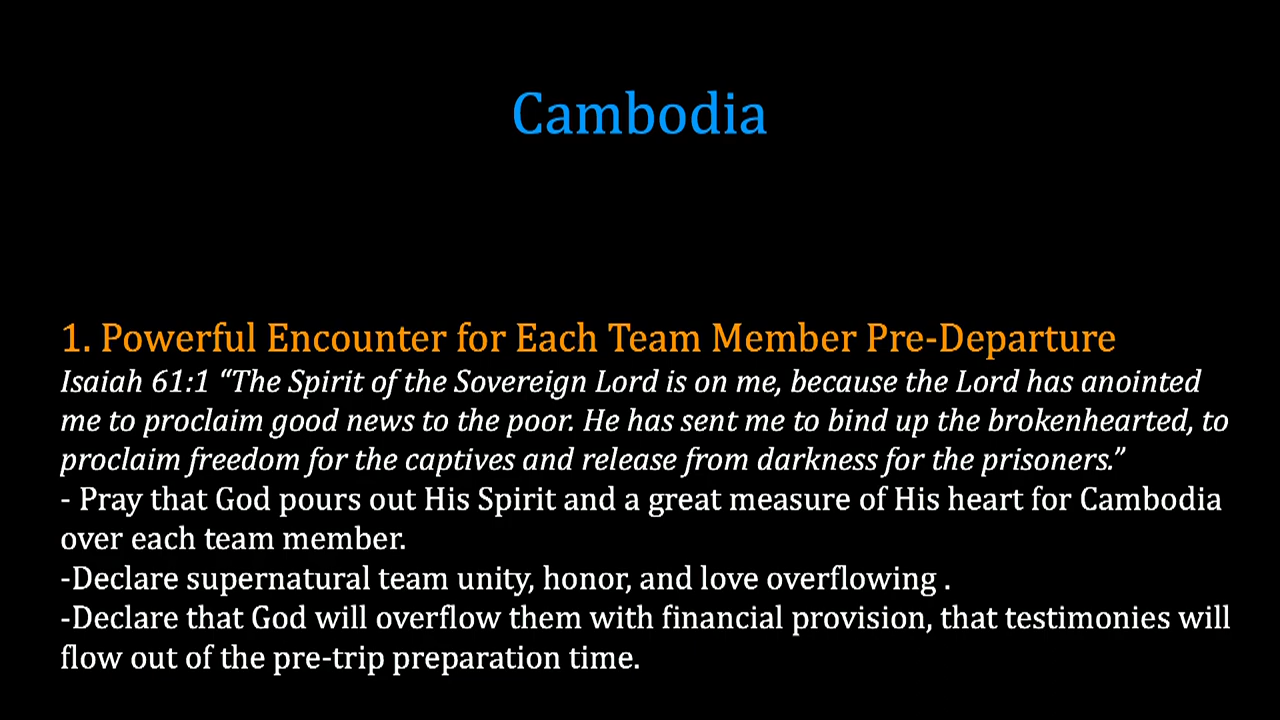 Cambodia
1. Powerful Encounter for Each Team Member Pre-Departure
Isaiah 61:1 “The Spirit of the Sovereign Lord is on me, because the Lord has anointed
me to proclaim good news to the poor. He has sent me to bind up the brokenhearted, to
proclaim freedom for the captives and release from darkness for the prisoners.”
- Pray that God pours out His Spirit and a great measure of His heart for Cambodia
over each team member.
-Declare supernatural team unity, honor, and love overflowing .
-Declare that God will overflow them with financial provision, that testimonies will
flow out of the pre-trip preparation time.